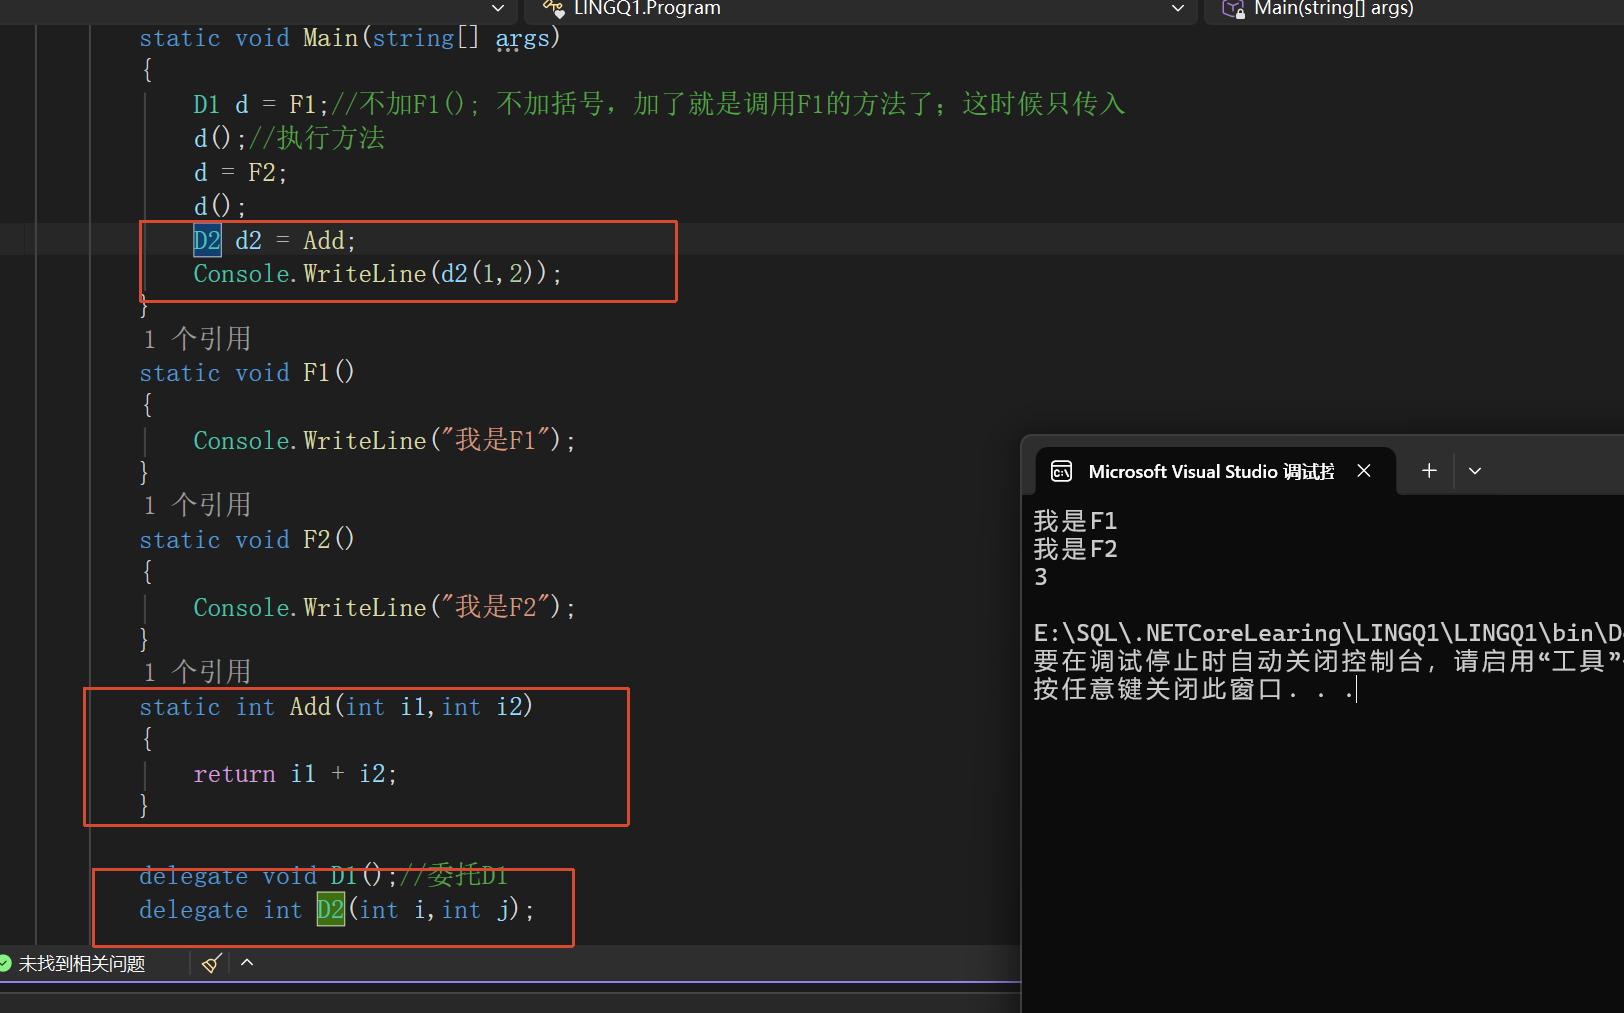 LINGQ1.Program
Main(string[] args)
static void Main(string[] args)
{
D1 d = F1;//不加F1(); 不加括号，加了就是调用F1的方法了；这时候只传入
d();//执行方法
d = F2;
d();
D2 d2 = Add;
Console.WriteLine(d2(1,2));
}
1 个引用
static void F1()
{
Console.WriteLine("我是F1");
}
1 个引用
static void F2()
{
Console.WriteLine("我是F2");
}
1 个引用
static int Add(int i1,int i2)
{
return i1 + i2;
}
delegate void D1();//委托D1
delegate int D2(int i,int j);
未找到相关问题
Microsoft Visual Studio 调试控
我是F1
我是F2
3
E:\SQL\.NETCoreLearing\LINGQ1\LINGQ1\bin\D
要在调试停止时自动关闭控制台，请启用“工具”
按任意键关闭此窗口. . .